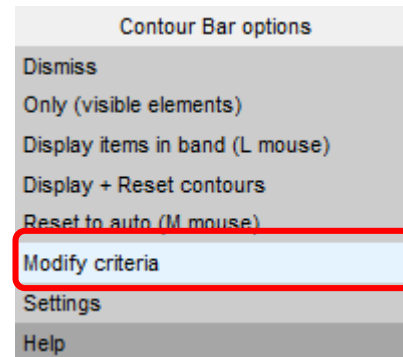 Contour Bar options
Dismiss
Only (visible elements)
Display items in band (L mouse)
Display + Reset contours
Reset to auto (M mouse)
Modify criteria
Settings
Help